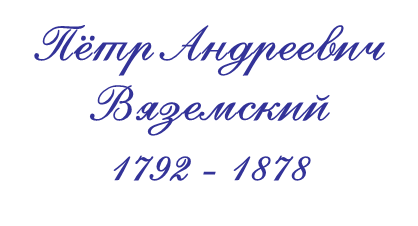 Пётр Андреевич
Вяземский
1792 - 1878